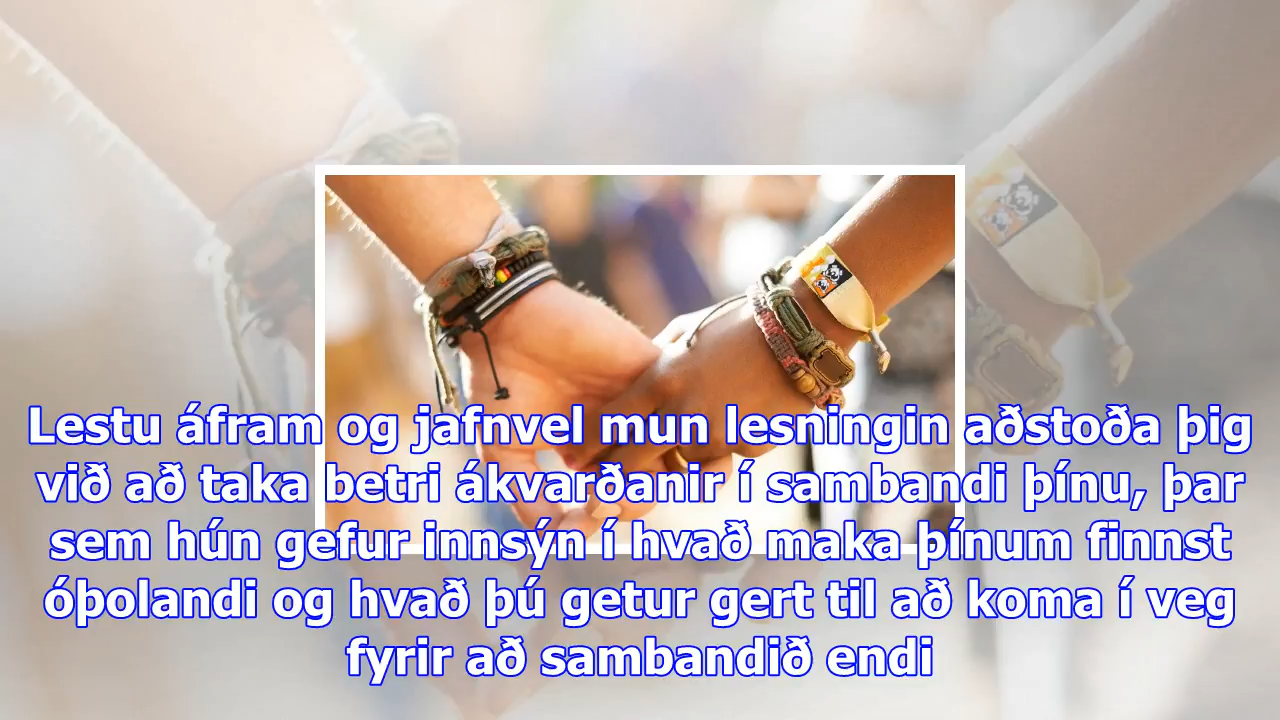 Lestu áfram og jafnvel mun lesningin aðstoða þig
við að taka betri ákvarðanir í sambandi þínu, þar
sem hún gefur innsýn í hvað maka þínum finnst
óþolandi og hvað þú getur gert til að koma í veg
fyrir að sambandið endi